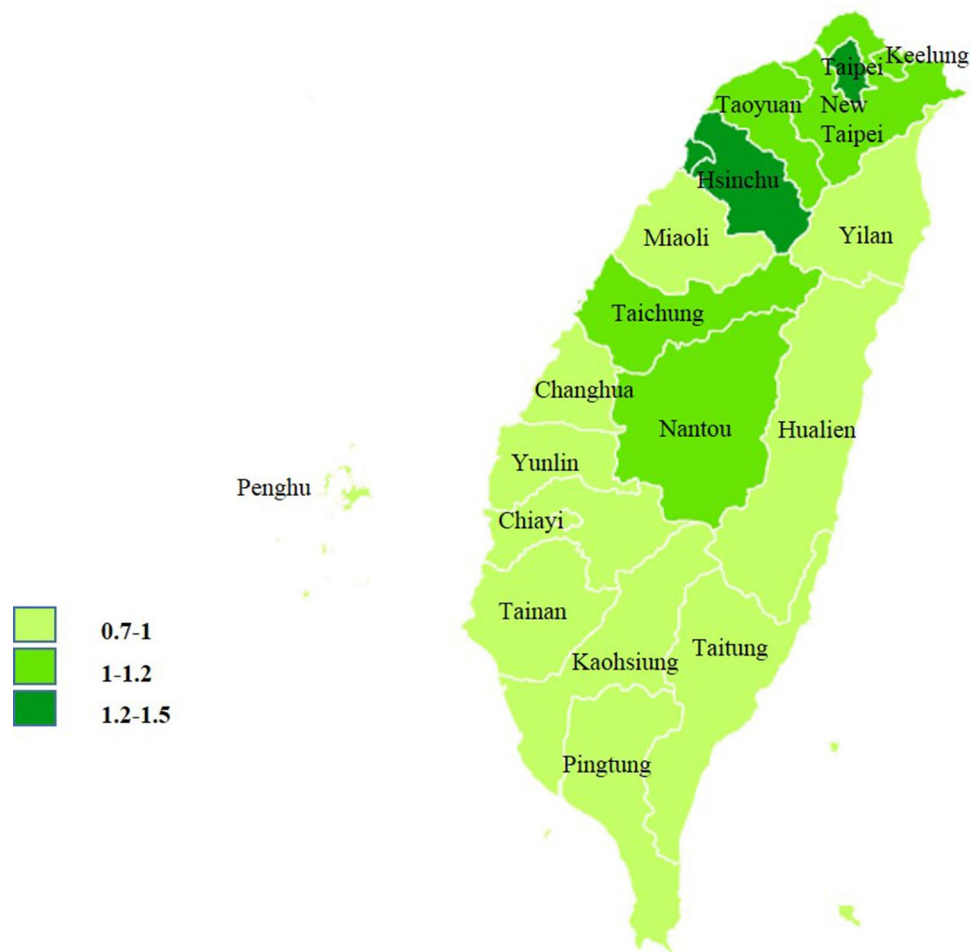 Keelung
Taipei
Taoyuan
New
Taipei
Hsinchu
Miaoli
Yilan
Taichung
Changhua
Nantou
Hualien
Yunlin
Penghu
Chiayi
Tainan
Kaohsiung
Taitung
Pingtung
0.7-1
1-1.2
1.2-1.5